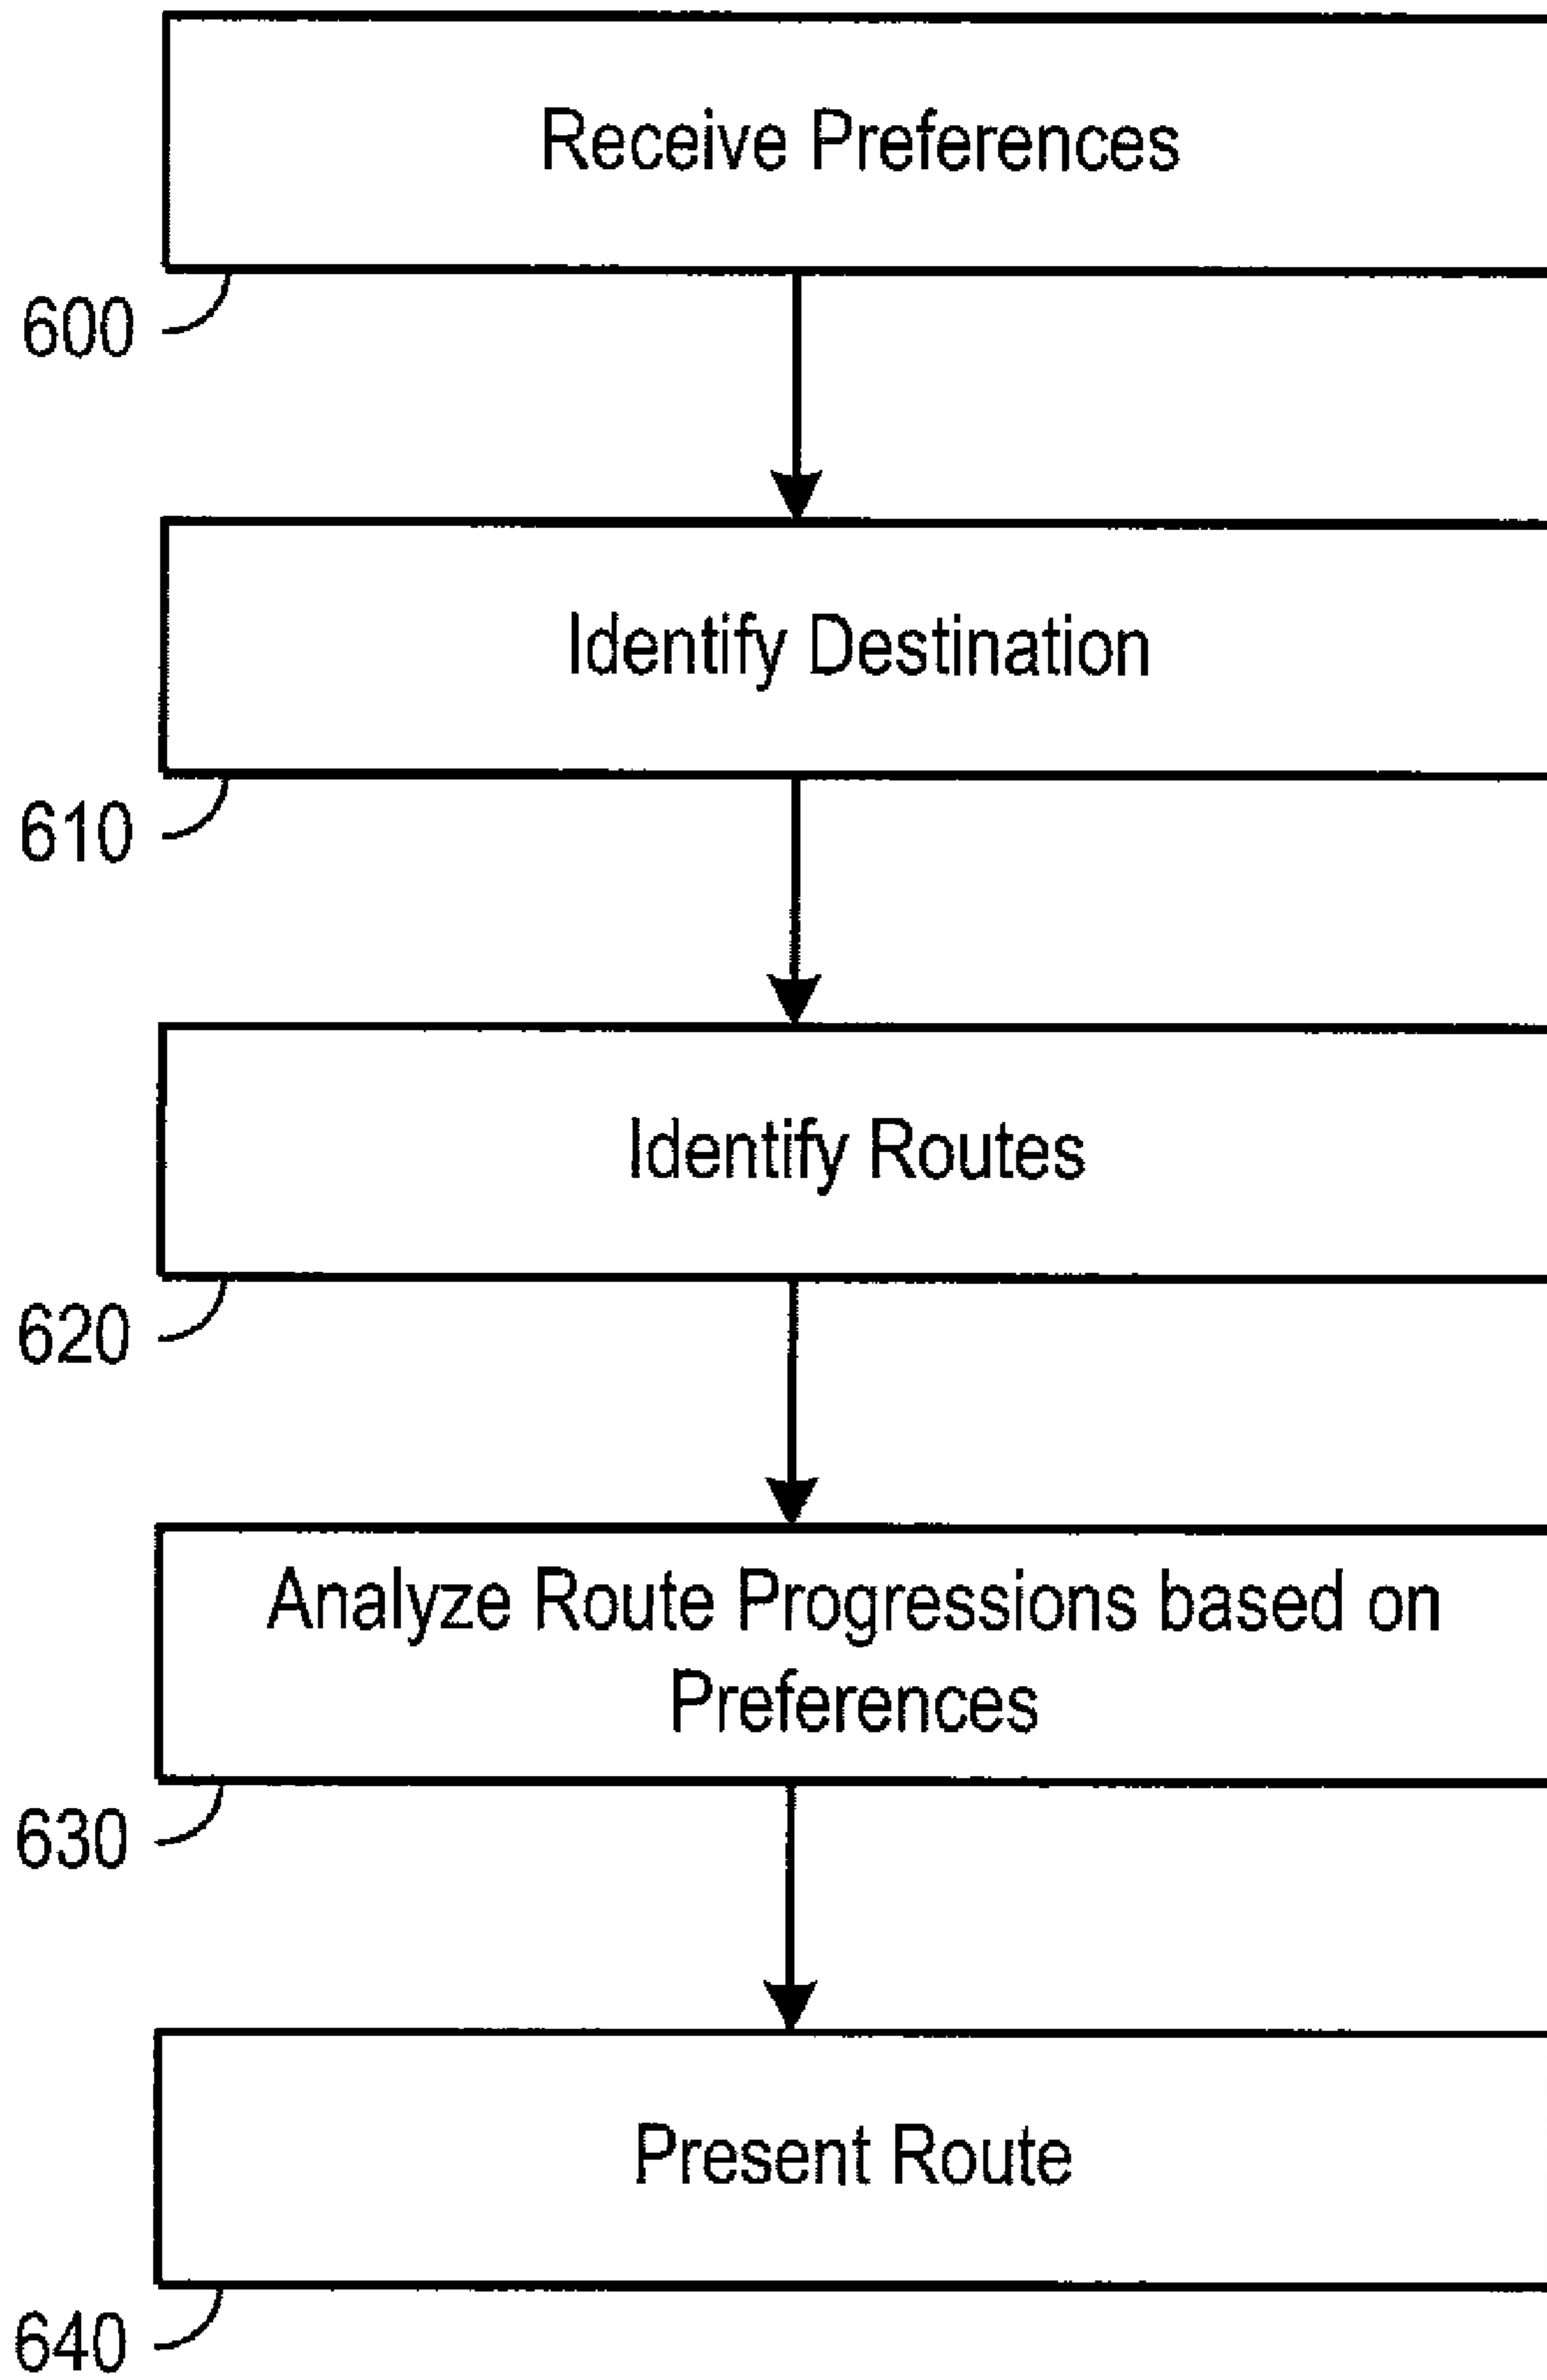 Receive Preferences
600
Identify Destination
610
Identify Routes
620
Analyze Route Progressions based on
Preferences
630
Present Route
640